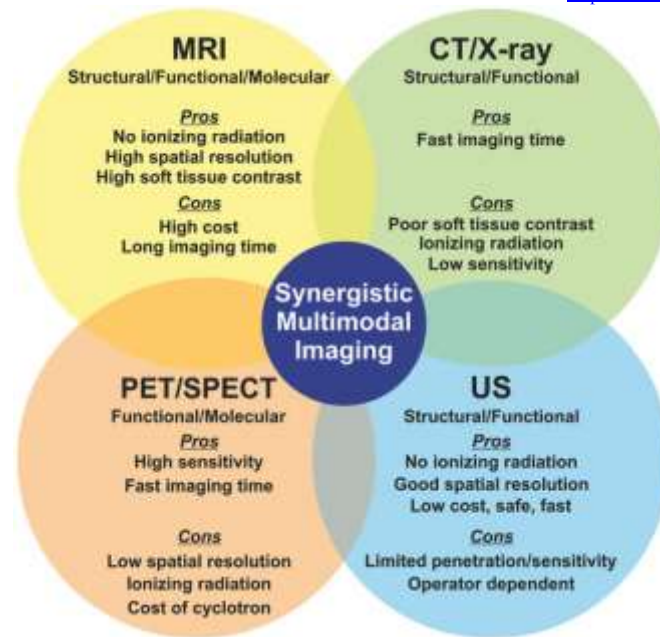 MRI
Structural/Functional/Molecular
Pros
No ionizing radiation
High spatial resolution
High soft tissue contrast
Cons
High cost
Long imaging time
CT/X-ray
Structural/Functional
Pros
Fast imaging time
Cons
Poor soft tissue contrast
Ionizing radiation
Low sensitivity
Synergistic
Multimodal
Imaging
PET/SPECT
Functional/Molecular
Pros
High sensitivity
Fast imaging time
Cons
Low spatial resolution
Ionizing radiation
Cost of cyclotron
US
Structural/Functional
Pros
No ionizing radiation
Good spatial resolution
Low cost, safe, fast
Cons
Limited penetration/sensitivity
Operator dependent